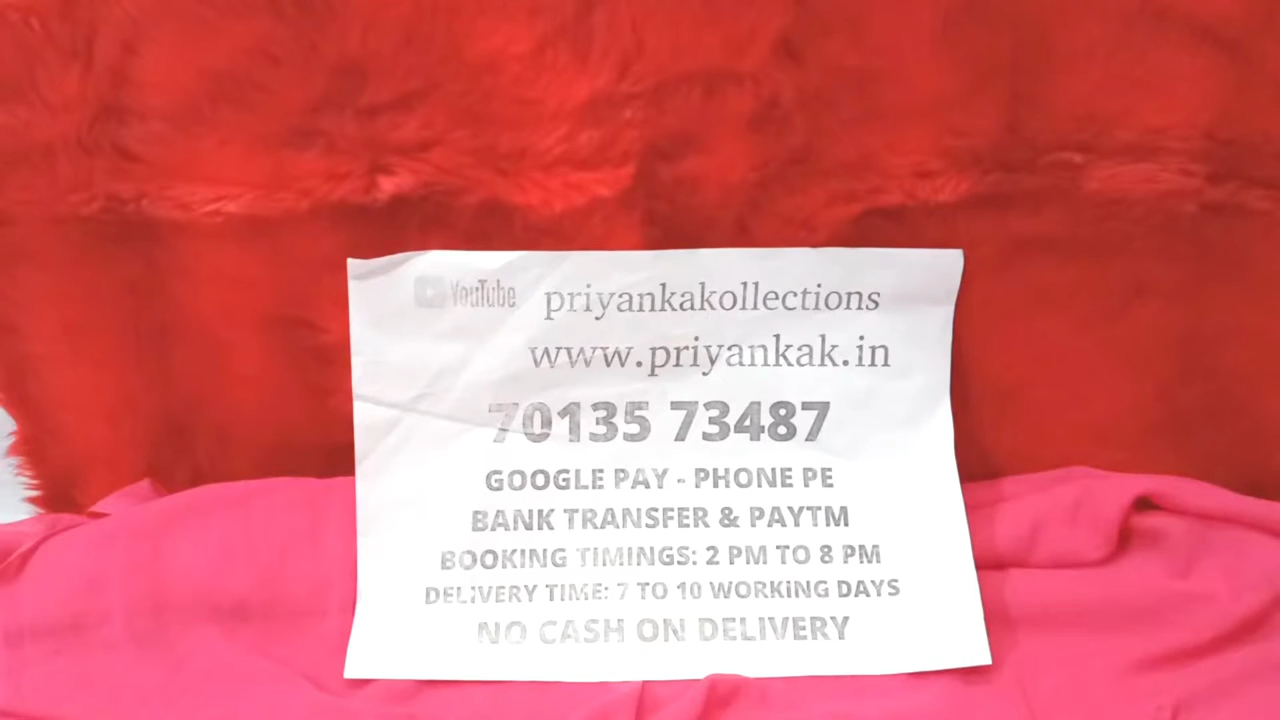 YouTube priyankakollections
www.priyankak.in
70135 73487
GOOGLE PAY - PHONE PE
BANK TRANSFER & PAYTM
BOOKING TIMINGS: 2 PM TO 8 PM
DELIVERY TIME: 7 TO 10 WORKING DAYS
NO CASH ON DELIVERY